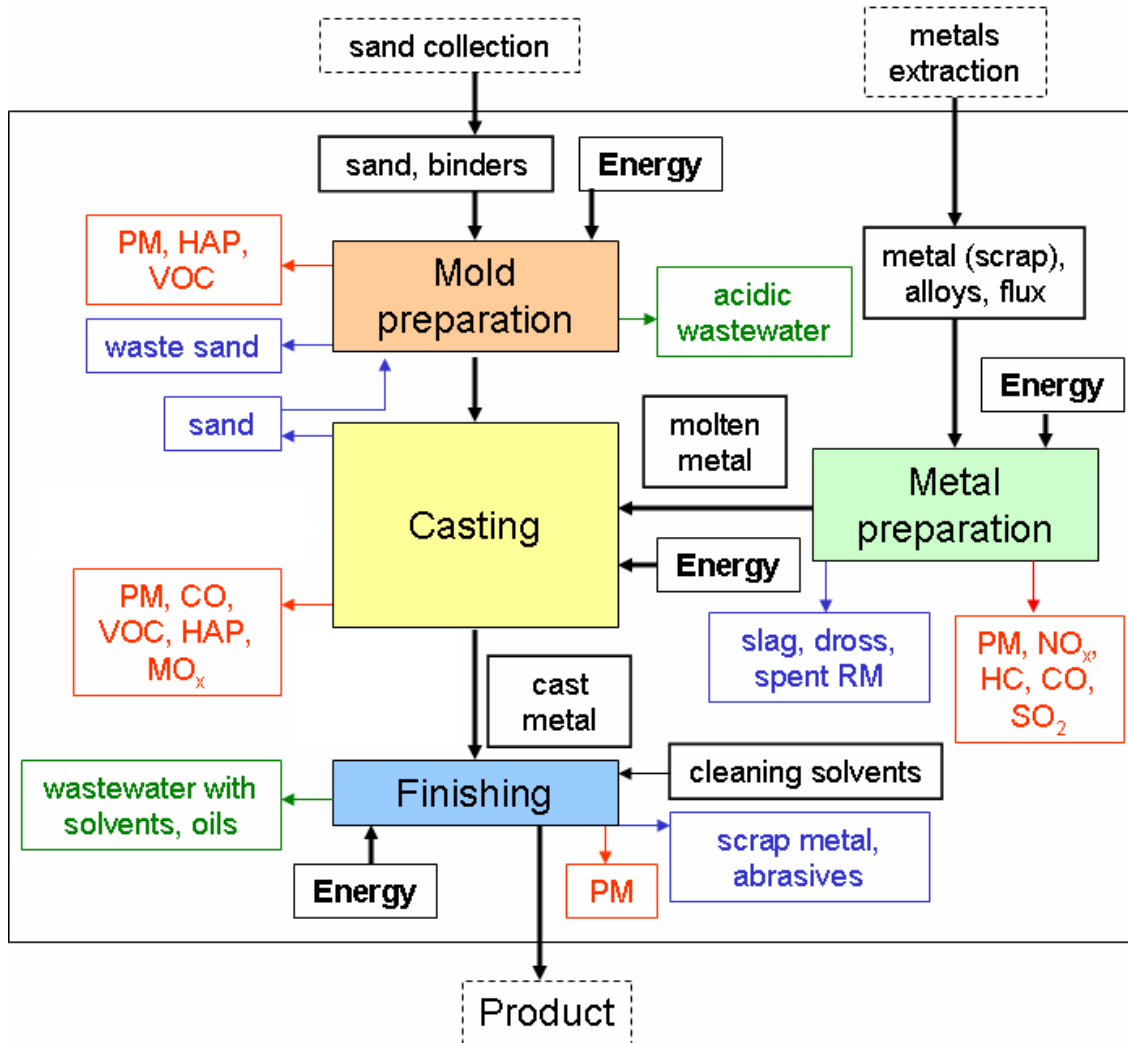 sand collection
metals
extraction
sand, binders
Energy
PM, HAP,
VOC
Mold
preparation
metal (scrap),
alloys, flux
acidic
wastewater
waste sand
Energy
sand
molten
metal
Casting
Metal
preparation
Energy
PM, CO,
VOC, HAP,
MOₓ
slag, dross,
spent RM
PM, NOₓ,
HC, CO,
SO₂
cast
metal
wastewater with
solvents, oils
Finishing
cleaning solvents
scrap metal,
abrasives
Energy
PM
Product